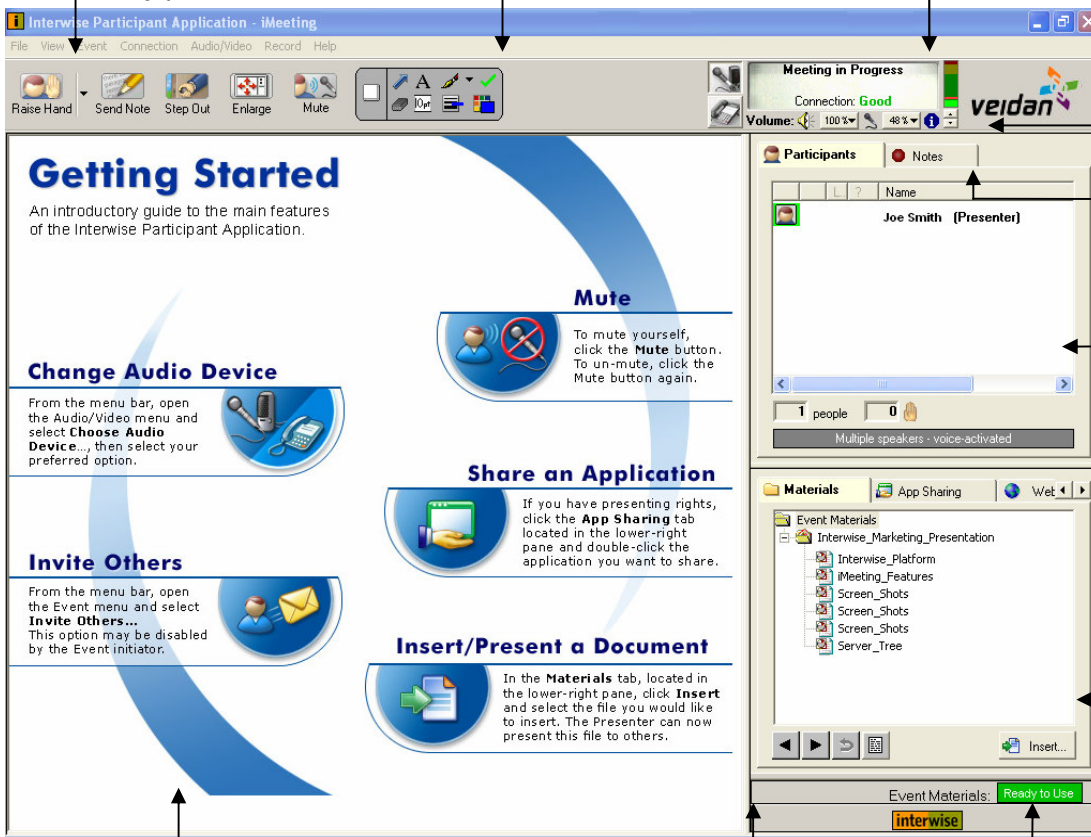 Interwise Participant Application - iMeeting
File View Event Connection Audio/Video Record Help
Raise Hand Send Note Step Out Enlarge Mute
A
10pt
Meeting in Progress
Connection: Good
Volume: 100% 48%
veidan
Getting Started
An introductory guide to the main features
of the Interwise Participant Application.
Mute
To mute yourself,
click the Mute button.
To un-mute, click the
Mute button again.
Change Audio Device
From the menu bar, open
the Audio/Video menu and
select Choose Audio
Device..., then select your
preferred option.
Share an Application
If you have presenting rights,
click the App Sharing tab
located in the lower-right
pane and double-click the
application you want to share.
Invite Others
From the menu bar, open
the Event menu and select
Invite Others...
This option may be disabled
by the Event initiator.
Insert/Present a Document
In the Materials tab, located in
the lower-right pane, click Insert
and select the file you would like
to insert. The Presenter can now
present this file to others.
Participants Notes
L.. ? Name
Joe Smith (Presenter)
1 people 0
Multiple speakers - voice-activated
Materials App Sharing Web
Event Materials
Interwise_Marketing_Presentation
Interwise_Platform
iMeeting_Features
Screen_Shots
Screen_Shots
Screen_Shots
Server_Tree
Insert...
Event Materials: Ready to Use
interwise